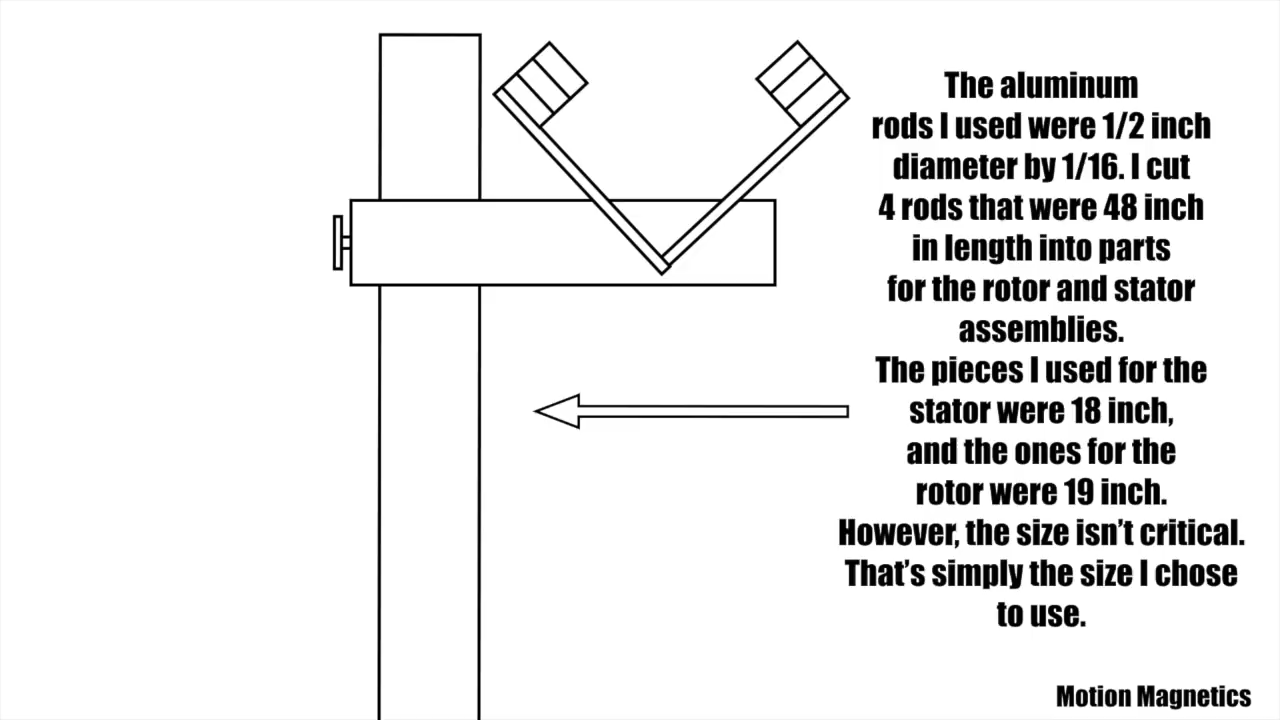 The aluminum
rods I used were 1/2 inch
diameter by 1/16. I cut
4 rods that were 48 inch
in length into parts
for the rotor and stator
assemblies.
The pieces I used for the
stator were 18 inch,
and the ones for the
rotor were 19 inch.
However, the size isn’t critical.
That’s simply the size I chose
to use.
Motion Magnetics